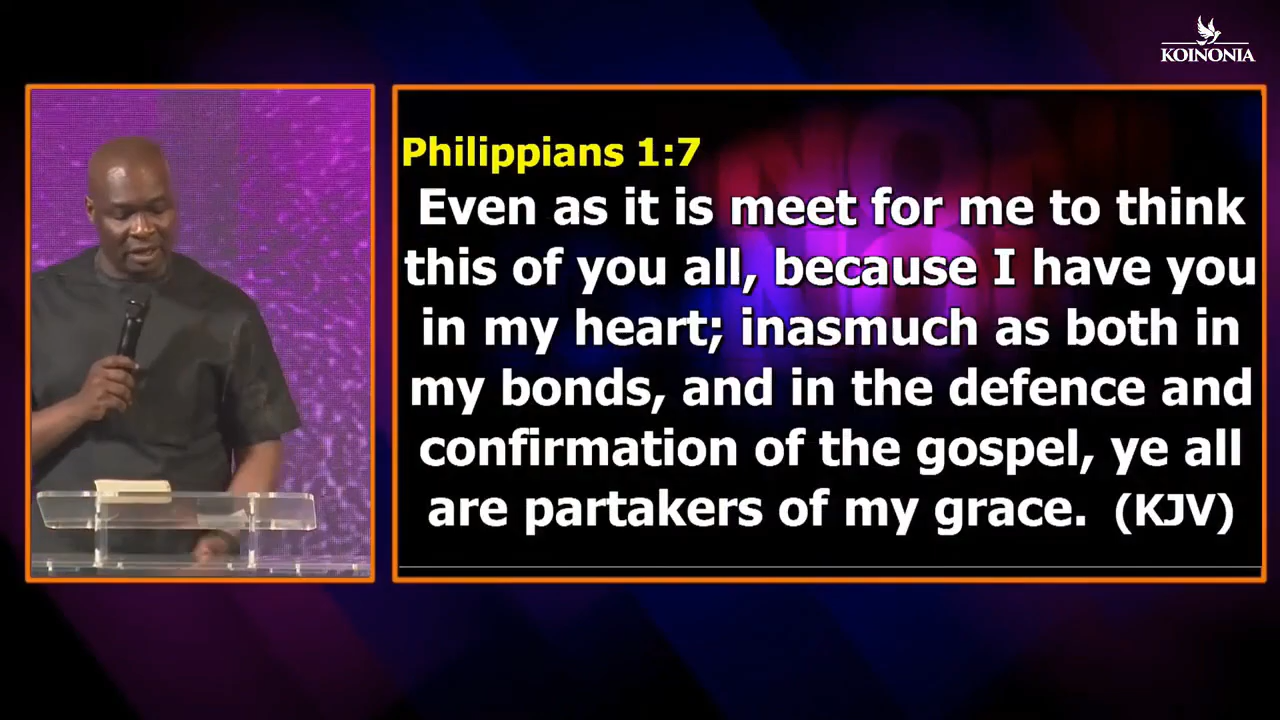 KOINONIA
Philippians 1:7
Even as it is meet for me to think
this of you all, because I have you
in my heart; inasmuch as both in
my bonds, and in the defence and
confirmation of the gospel, ye all
are partakers of my grace. (KJV)